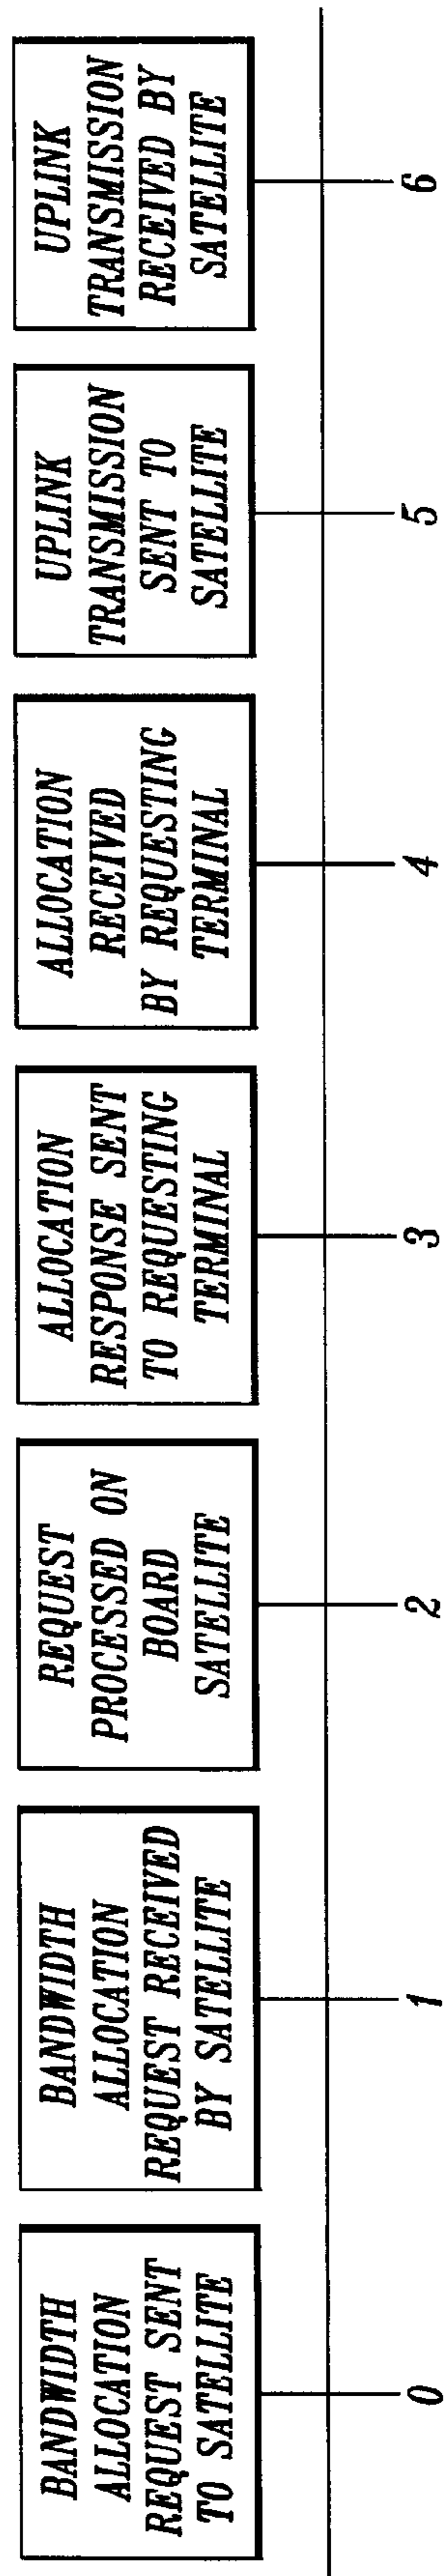 BANDWIDTH
ALLOCATION
REQUEST SENT
TO SATELLITE
0
BANDWIDTH
ALLOCATION
REQUEST RECEIVED
BY SATELLITE
1
REQUEST
PROCESSED ON
BOARD
SATELLITE
2
ALLOCATION
RESPONSE SENT
TO REQUESTING
TERMINAL
3
ALLOCATION
RECEIVED
BY REQUESTING
TERMINAL
4
UPLINK
TRANSMISSION
SENT TO
SATELLITE
5
UPLINK
TRANSMISSION
RECEIVED BY
SATELLITE
6